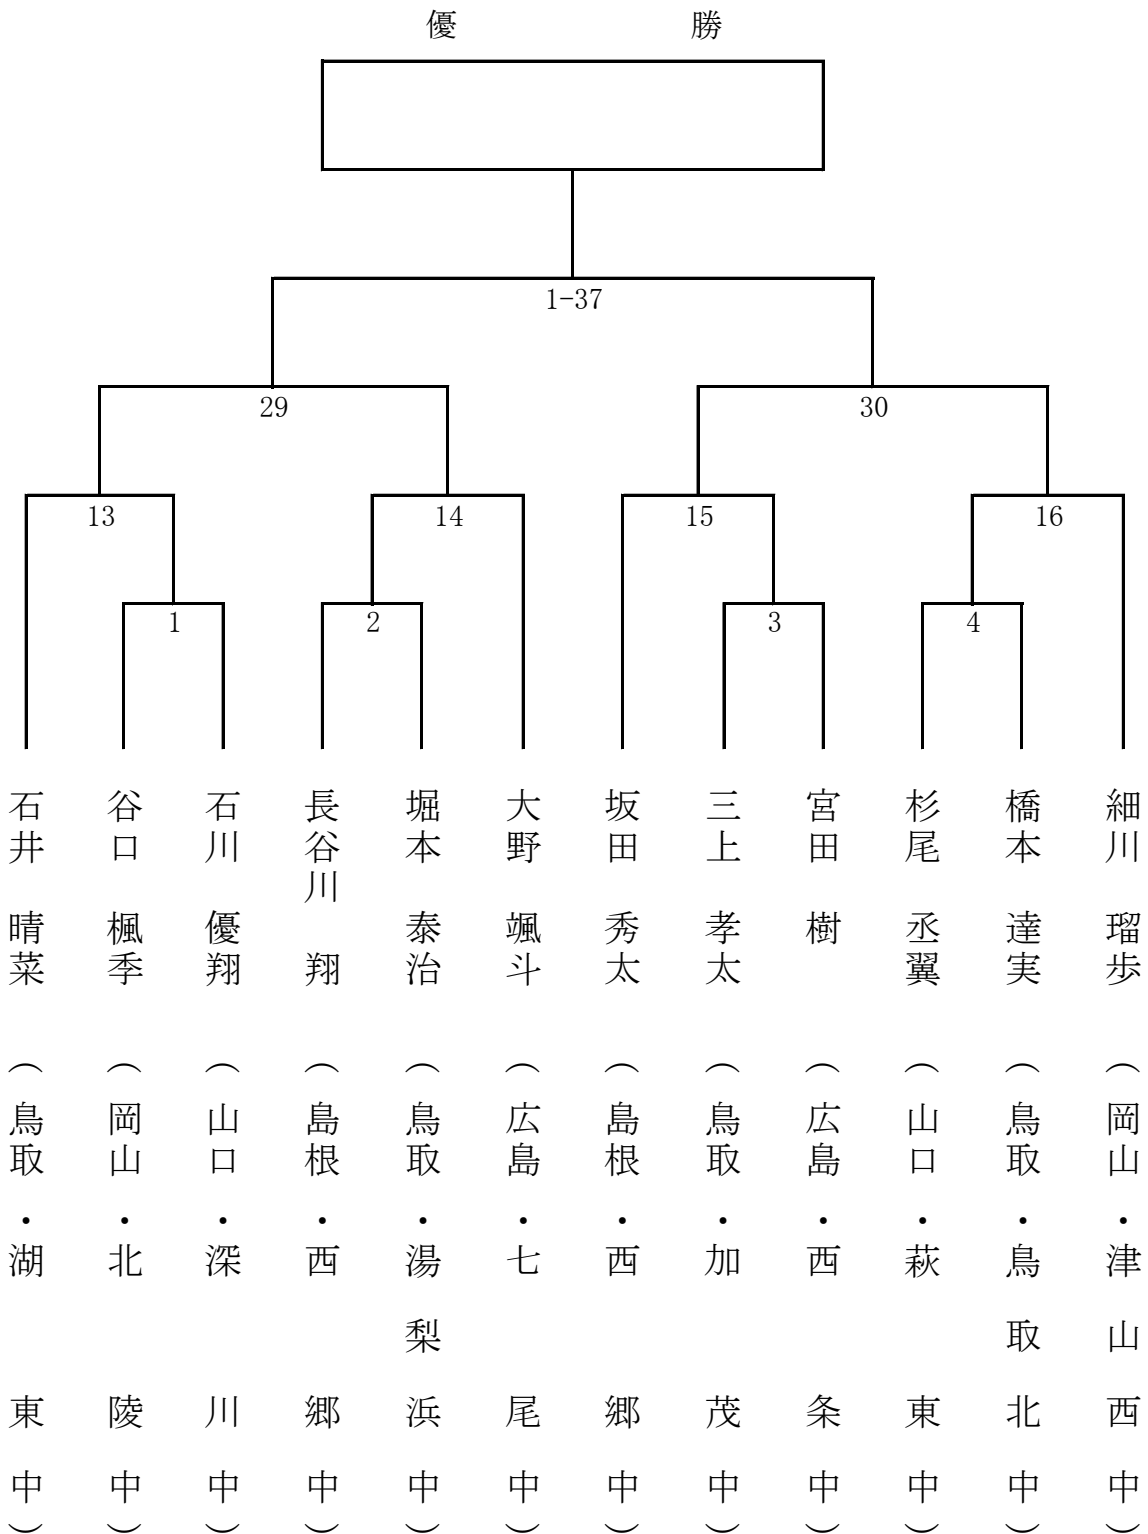 優　勝
1-37
29
30
13
14
15
16
1
2
3
4
石井　晴菜（鳥取・湖東中）
谷口　楓季（岡山・北陵中）
石川　優翔（山口・深川中）
長谷川　翔（島根・西郷中）
堀本　泰治（鳥取・湯梨浜中）
大野　颯斗（広島・七尾中）
坂田　秀太（島根・西郷中）
三上　孝太（鳥取・加茂中）
宮田　樹（広島・西条中）
杉尾　丞翼（山口・萩東中）
橋本　達実（鳥取・鳥取北中）
細川　瑠歩（岡山・津山西中）